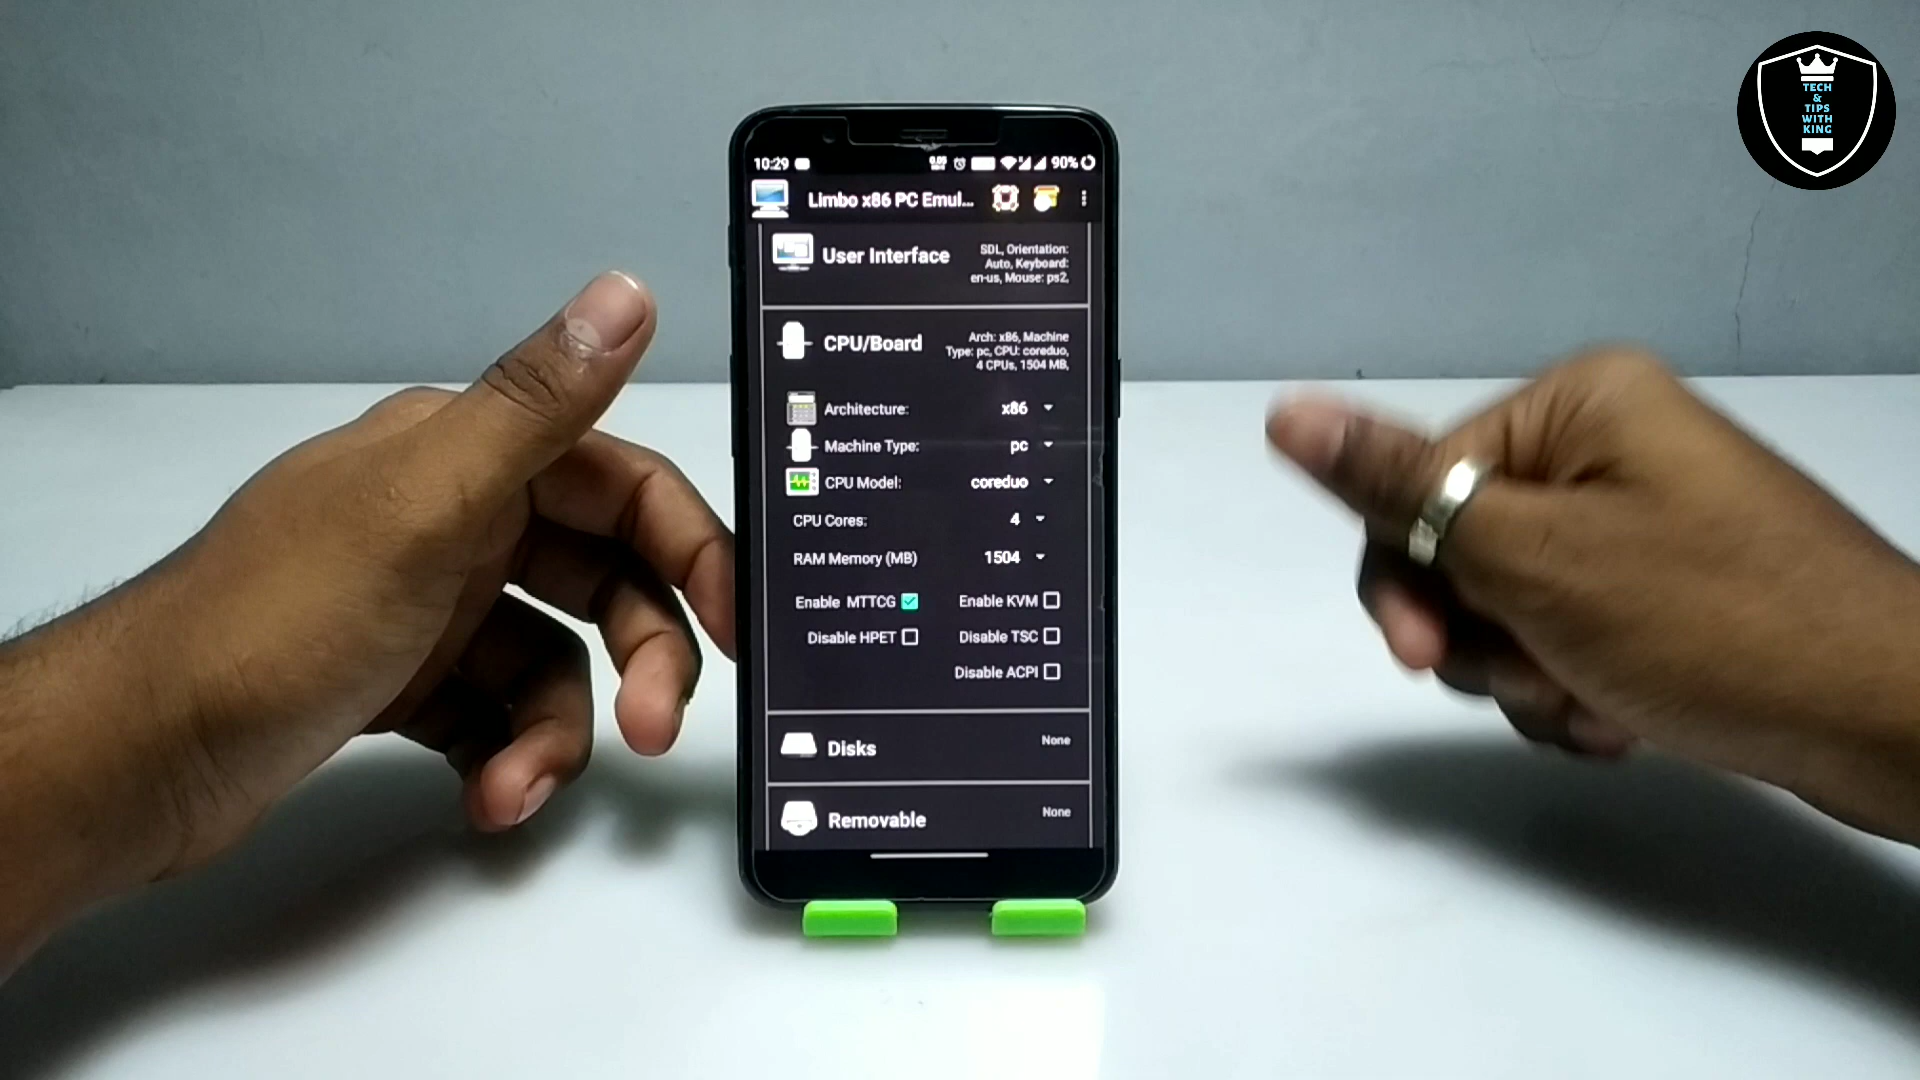 TECH
&
TIPS
WITH
KING
10:29
0.05
90%
Limbo x86 PC Emul...
User Interface
SDL, Orientation:
Auto, Keyboard:
en-us, Mouse: ps2,
CPU/Board
Arch: x86, Machine
Type: pc, CPU: coreduo,
4 CPUs, 1504 MB,
Architecture: x86
Machine Type: pc
CPU Model: coreduo
CPU Cores: 4
RAM Memory (MB) 1504
Enable MTTCG Enable KVM
Disable HPET Disable TSC
Disable ACPI
Disks None
Removable None